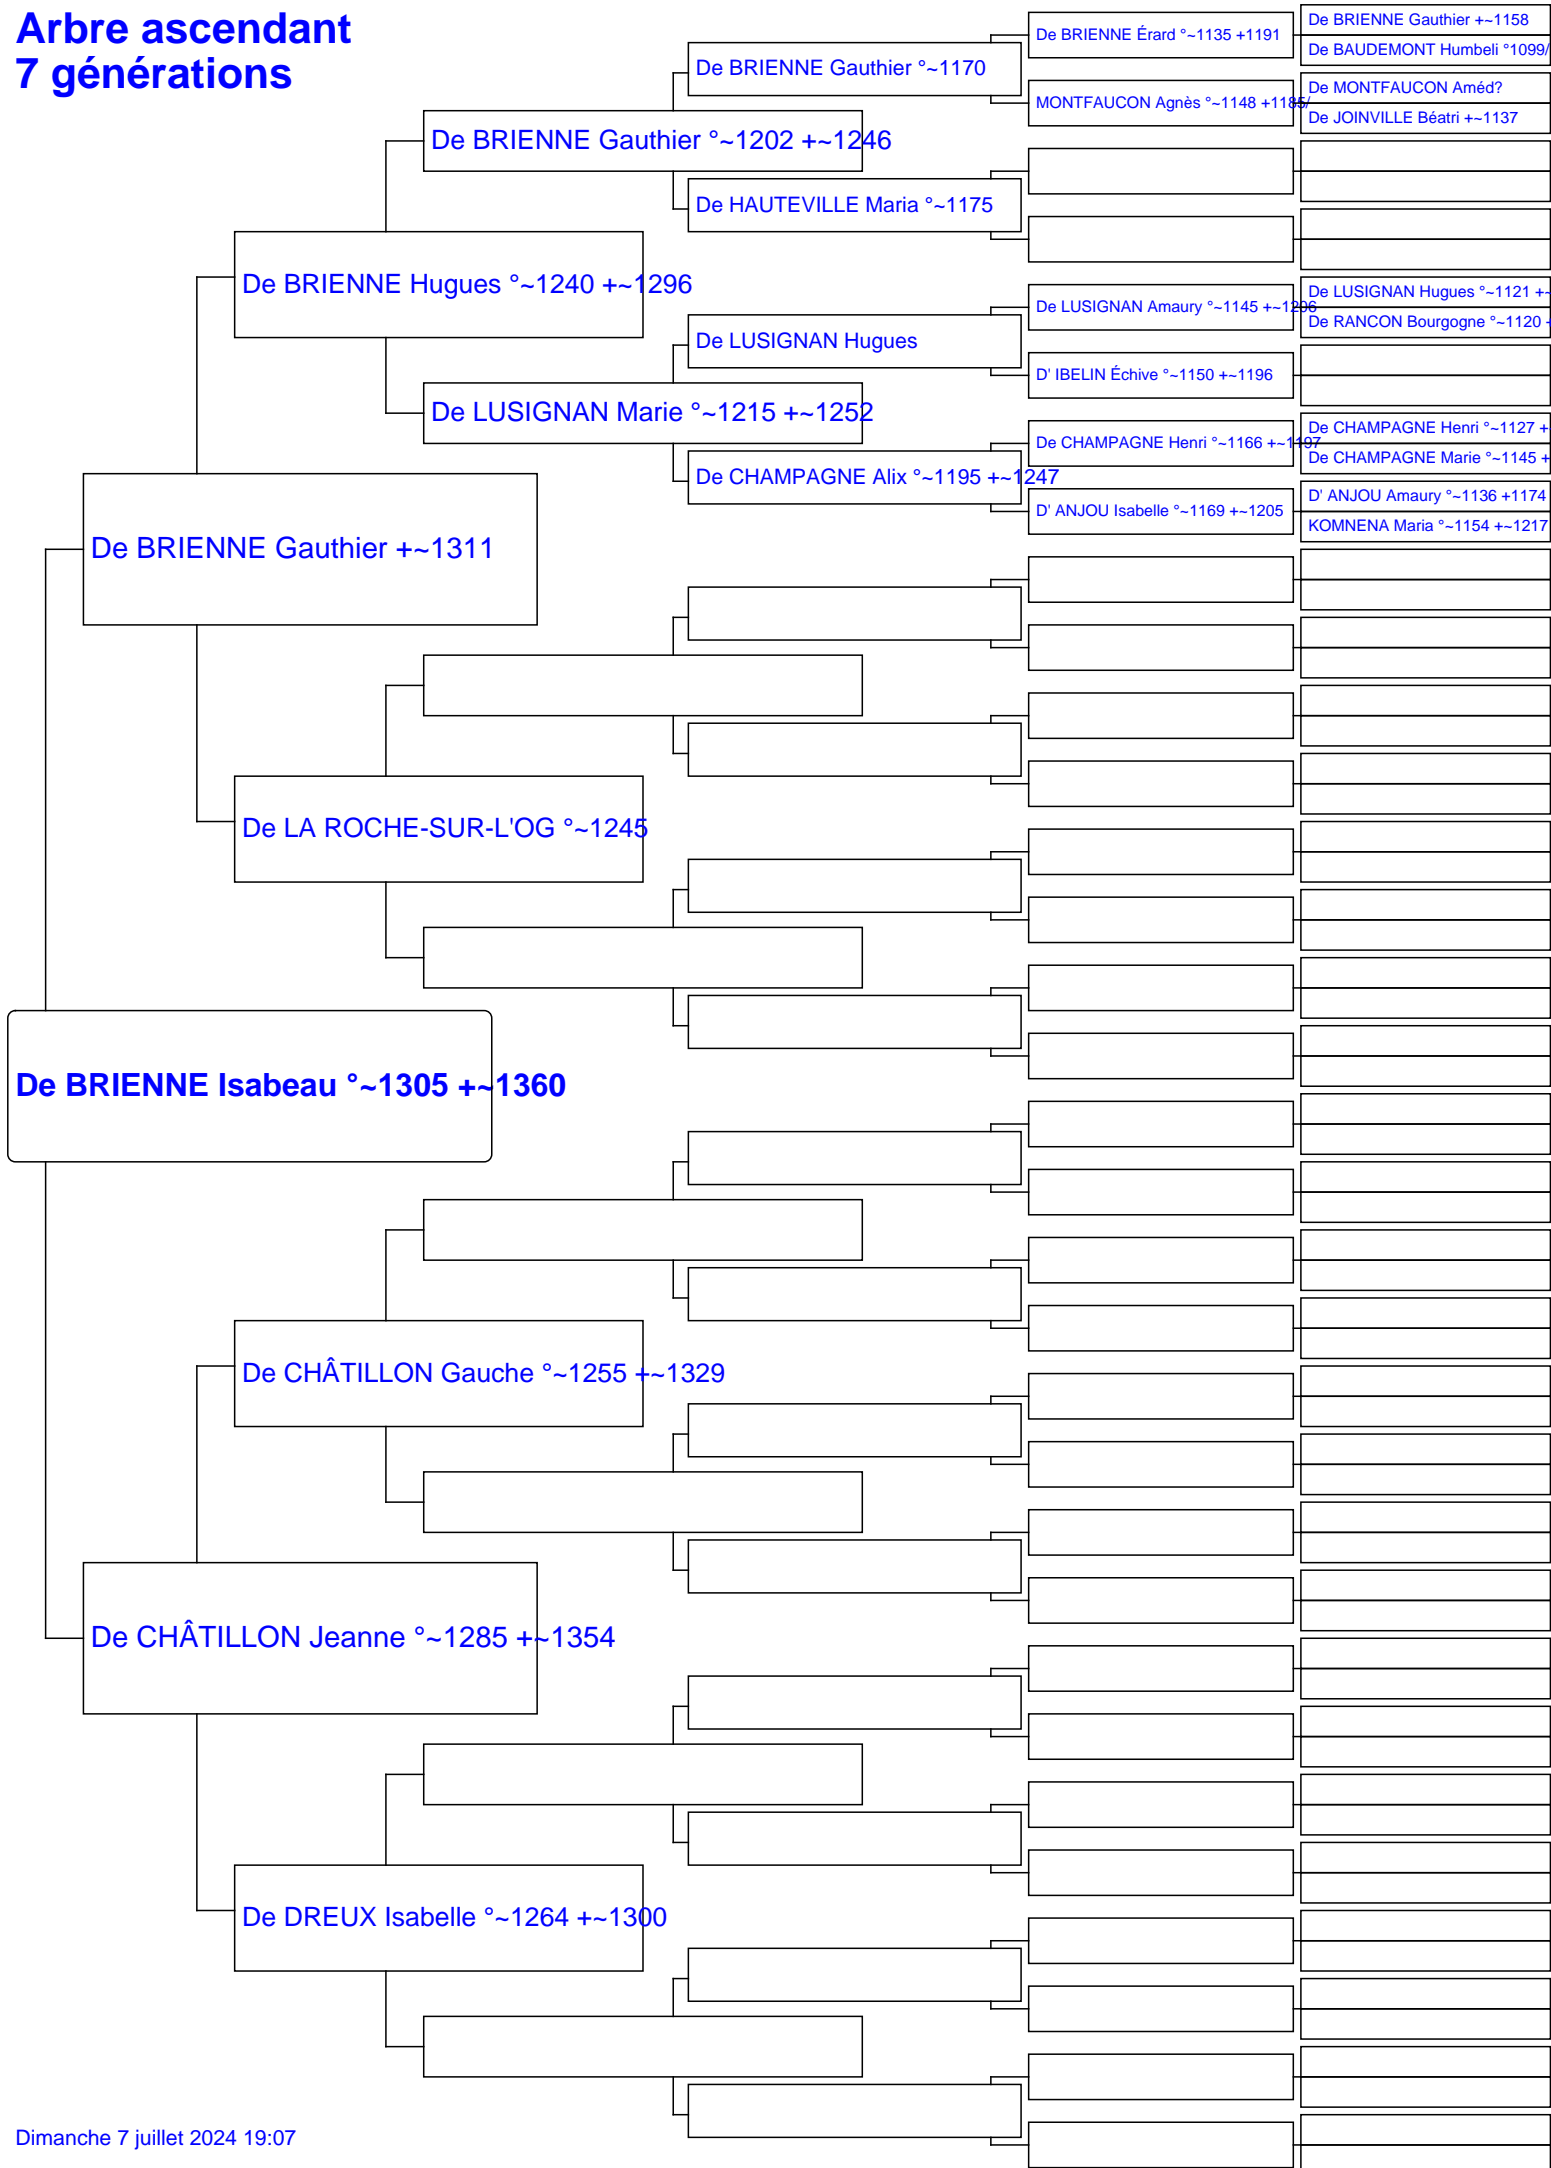 Arbre ascendant
7 générations
De BRIENNE Isabeau °~1305 +~1360
De BRIENNE Gauthier +~1311
De CHÂTILLON Jeanne °~1285 +~1354
De BRIENNE Hugues °~1240 +~1296
De LA ROCHE-SUR-L'OG °~1245
De CHÂTILLON Gauche °~1255 +~1329
De DREUX Isabelle °~1264 +~1300
De BRIENNE Gauthier °~1202 +~1246
De LUSIGNAN Marie °~1215 +~1252
De BRIENNE Gauthier °~1170
De HAUTEVILLE Maria °~1175
De LUSIGNAN Hugues
De CHAMPAGNE Alix °~1195 +~1247
De BRIENNE Érard °~1135 +1191
MONTFAUCON Agnès °~1148 +1185/
De LUSIGNAN Amaury °~1145 +~1206
D' IBELIN Échive °~1150 +~1196
De CHAMPAGNE Henri °~1166 +~1197
D' ANJOU Isabelle °~1169 +~1205
De BRIENNE Gauthier +~1158
De BAUDEMONT Humbeli °1099/
De MONTFAUCON Améd?
De JOINVILLE Béatri +~1137
De LUSIGNAN Hugues °~1121 +~
De RANCON Bourgogne °~1120 +
De CHAMPAGNE Henri °~1127 +
De CHAMPAGNE Marie °~1145 +
D' ANJOU Amaury °~1136 +1174
KOMNENA Maria °~1154 +~1217
Dimanche 7 juillet 2024 19:07